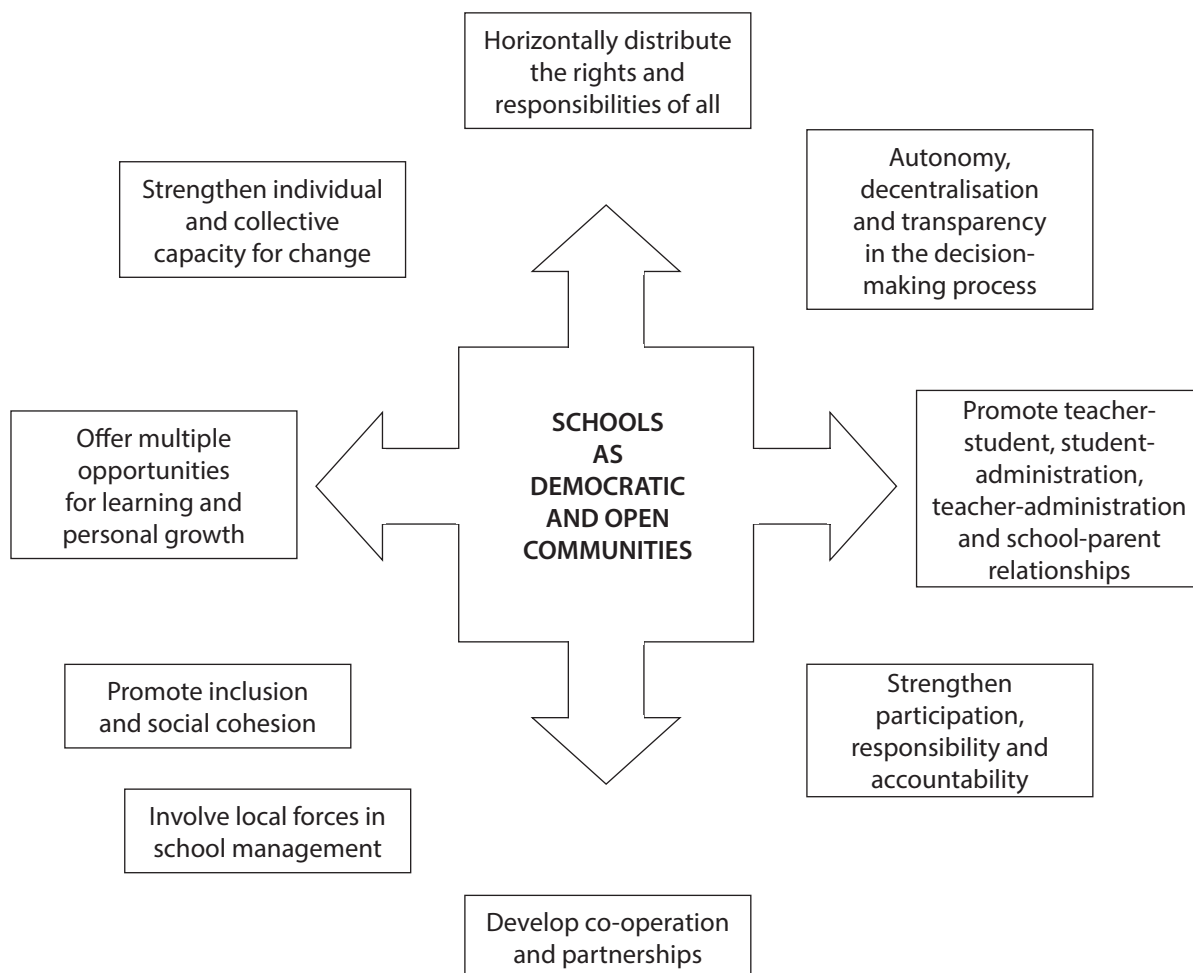 Horizontally distribute
the rights and
responsibilities of all
Strengthen individual
and collective
capacity for change
Autonomy,
decentralisation
and transparency
in the decision-
making process
Offer multiple
opportunities
for learning and
personal growth
SCHOOLS
AS
DEMOCRATIC
AND OPEN
COMMUNITIES
Promote teacher-
student, student-
administration,
teacher-administration
and school-parent
relationships
Promote inclusion
and social cohesion
Strengthen
participation,
responsibility and
accountability
Involve local forces in
school management
Develop co-operation
and partnerships